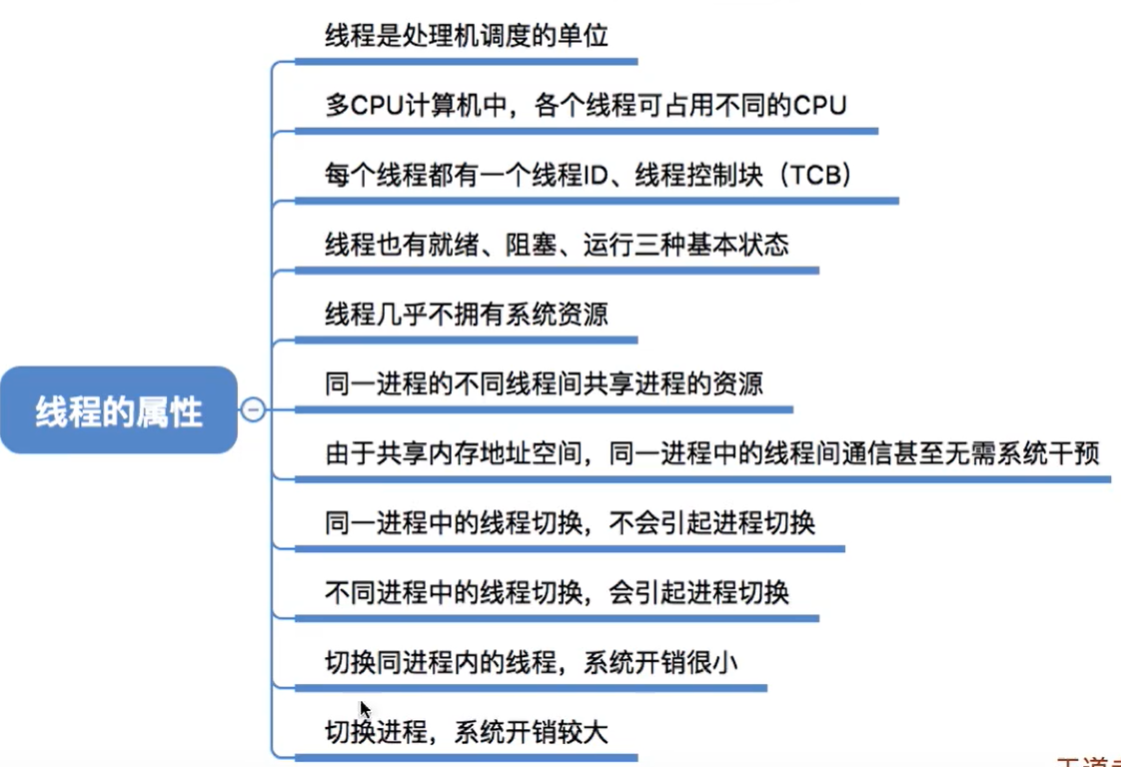 线程是处理机调度的单位
多CPU计算机中，各个线程可占用不同的CPU
每个线程都有一个线程ID、线程控制块（TCB）
线程也有就绪、阻塞、运行三种基本状态
线程几乎不拥有系统资源
同一进程的不同线程间共享进程的资源
线程的属性
由于共享内存地址空间，同一进程中的线程间通信甚至无需系统干预
同一进程中的线程切换，不会引起进程切换
不同进程中的线程切换，会引起进程切换
切换同进程内的线程，系统开销很小
切换进程，系统开销较大